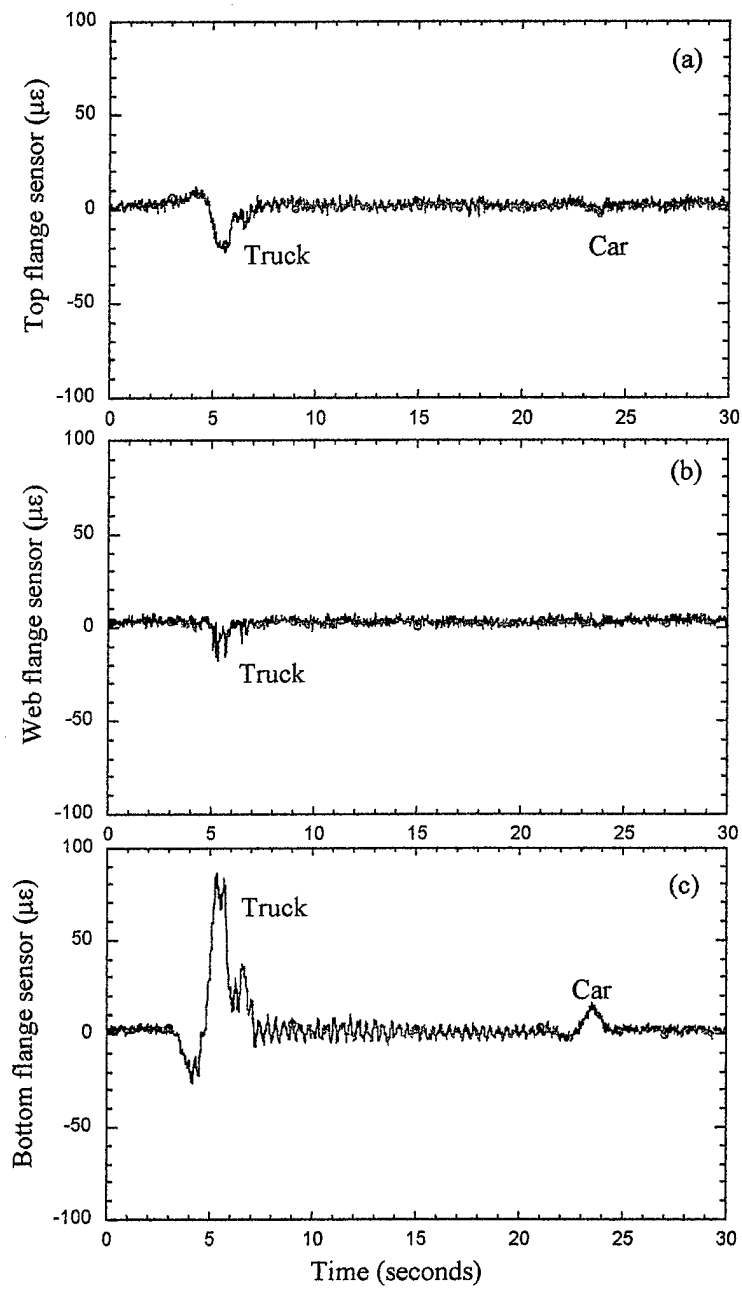 100
(a)
50
Top flange sensor (με)
0
Truck
Car
-50
-100
0 5 10 15 20 25 30
100
(b)
50
Web flange sensor (με)
0
Truck
-50
-100
0 5 10 15 20 25 30
100
(c)
Truck
50
Bottom flange sensor (με)
Car
0
-50
-100
0 5 10 15 20 25 30
Time (seconds)